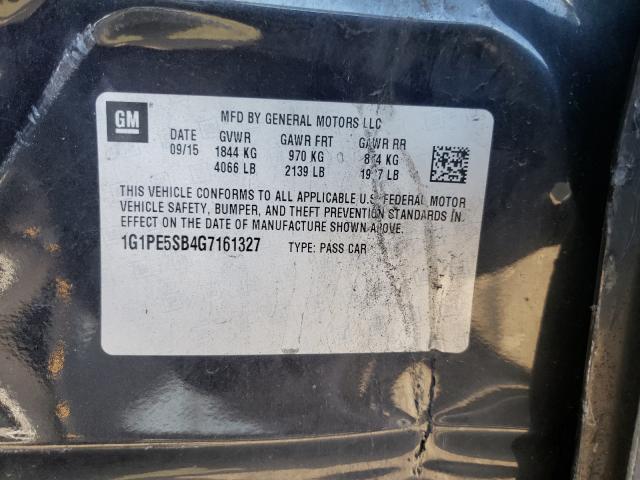 GM
MFD BY GENERAL MOTORS LLC
DATE GVWR GAWR FRT GAWR RR
09/15 1844 KG 970 KG KG
4066 LB 2139 LB LB
THIS VEHICLE CONFORMS TO ALL APPLICABLE U.S. FEDERAL MOTOR
VEHICLE SAFETY, BUMPER, AND THEFT PREVENTION STANDARDS IN
EFFECT ON THE DATE OF MANUFACTURE SHOWN ABOVE.
1G1PE5SB4G7161327 TYPE: PASS CAR